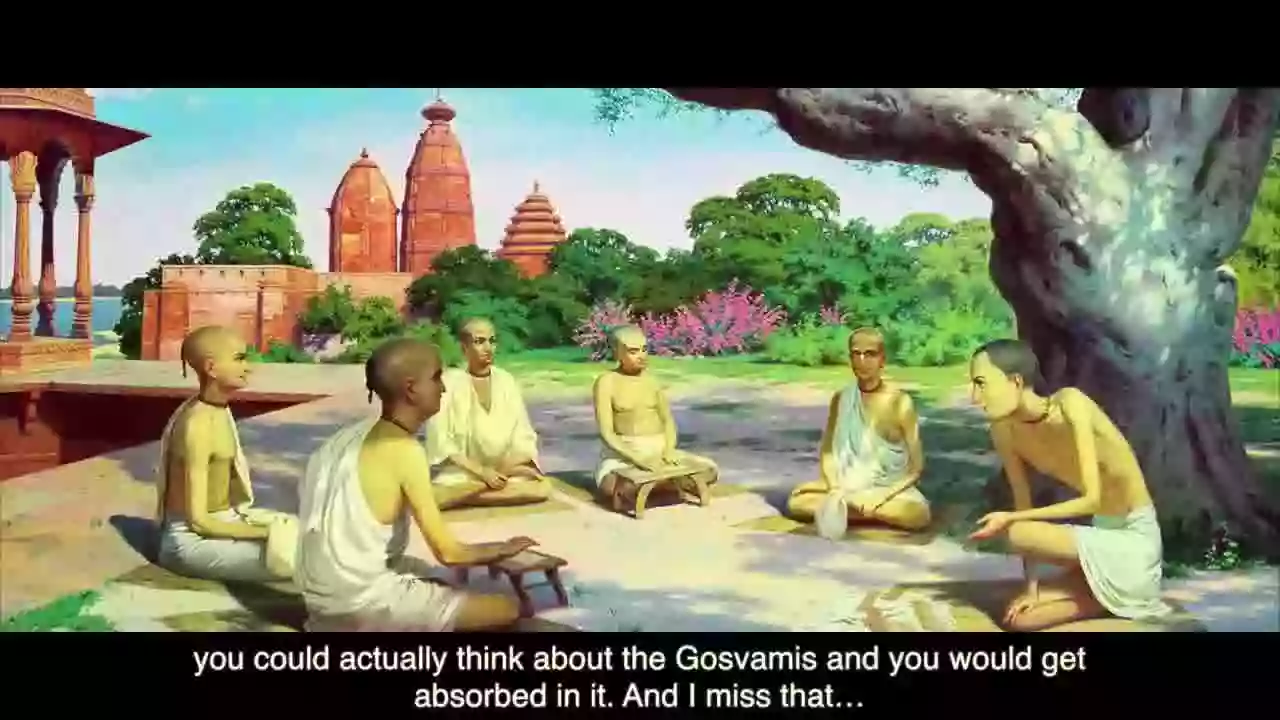 you could actually think about the Gosvamis and you would get
absorbed in it. And I miss that…